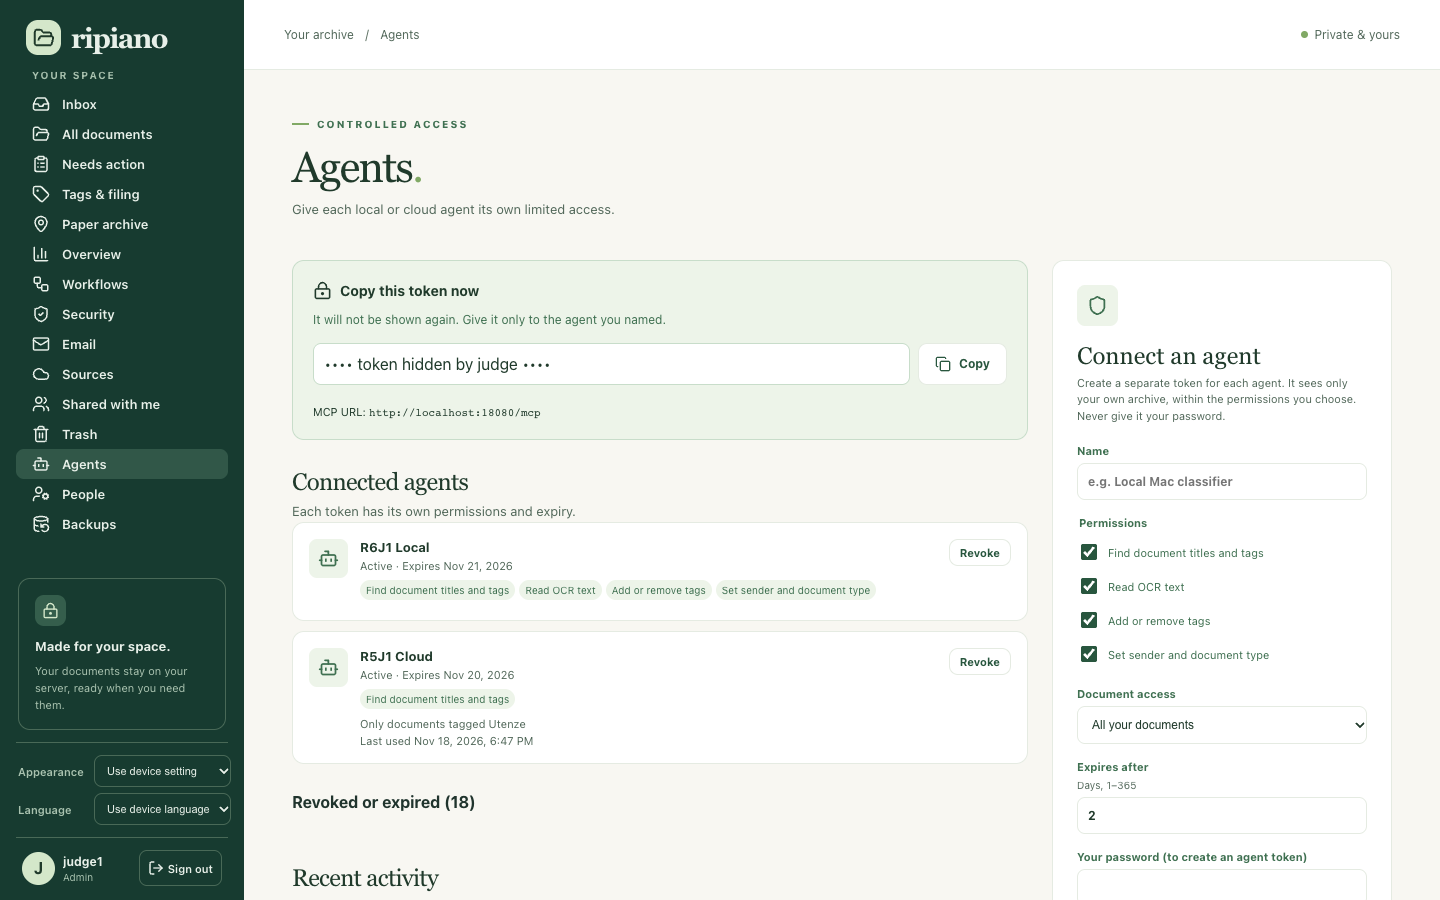 ripiano
YOUR SPACE
Inbox
All documents
Needs action
Tags & filing
Paper archive
Overview
Workflows
Security
Email
Sources
Shared with me
Trash
Agents
People
Backups
Made for your space.
Your documents stay on your
server, ready when you need
them.
Appearance
Use device setting
Language
Use device language
J
judge1
Admin
Sign out
Your archive / Agents
Private & yours
CONTROLLED ACCESS
Agents.
Give each local or cloud agent its own limited access.
Copy this token now
It will not be shown again. Give it only to the agent you named.
•••• token hidden by judge ••••
Copy
MCP URL: http://localhost:18080/mcp
Connected agents
Each token has its own permissions and expiry.
R6J1 Local
Active · Expires Nov 21, 2026
Find document titles and tags
Read OCR text
Add or remove tags
Set sender and document type
Revoke
R5J1 Cloud
Active · Expires Nov 20, 2026
Find document titles and tags
Only documents tagged Utenze
Last used Nov 18, 2026, 6:47 PM
Revoke
Revoked or expired (18)
Recent activity
Connect an agent
Create a separate token for each agent. It sees only
your own archive, within the permissions you choose.
Never give it your password.
Name
e.g. Local Mac classifier
Permissions
Find document titles and tags
Read OCR text
Add or remove tags
Set sender and document type
Document access
All your documents
Expires after
Days, 1–365
2
Your password (to create an agent token)